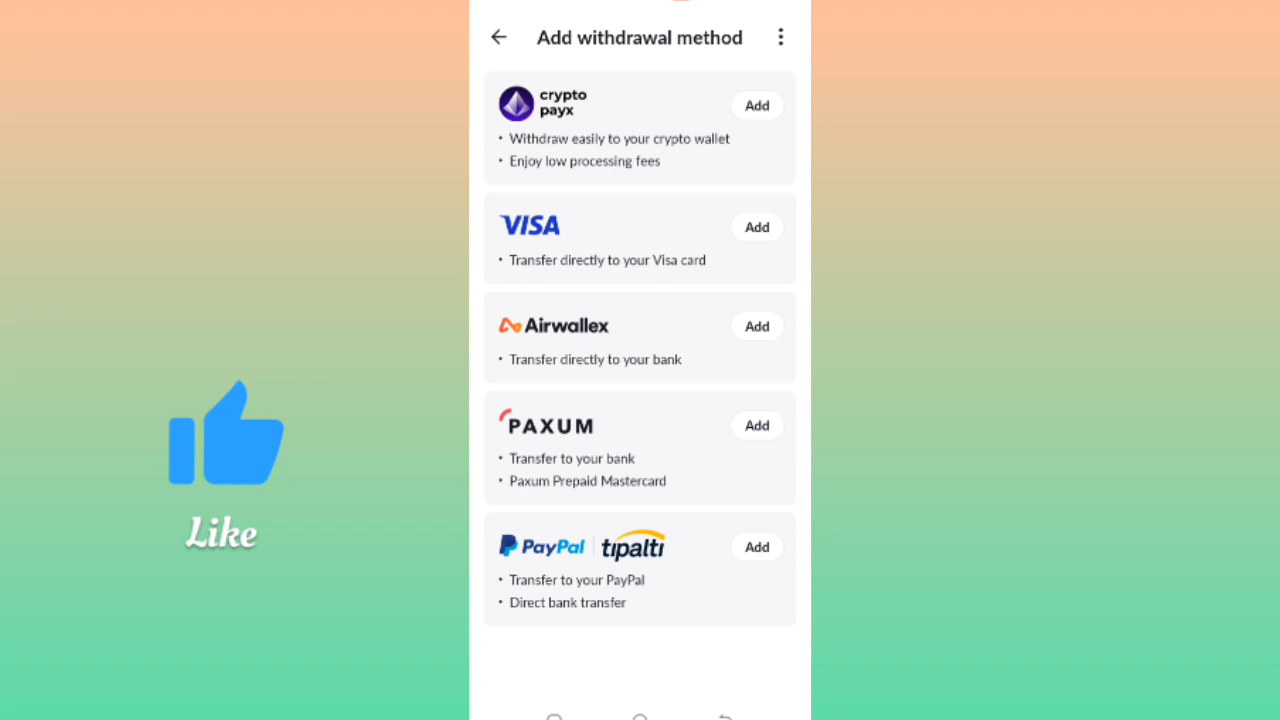 Add withdrawal method
crypto
payx
Add
• Withdraw easily to your crypto wallet
• Enjoy low processing fees
VISA
Add
• Transfer directly to your Visa card
Airwallex
Add
• Transfer directly to your bank
PAXUM
Add
• Transfer to your bank
• Paxum Prepaid Mastercard
PayPal tipalti
Add
• Transfer to your PayPal
• Direct bank transfer
Like